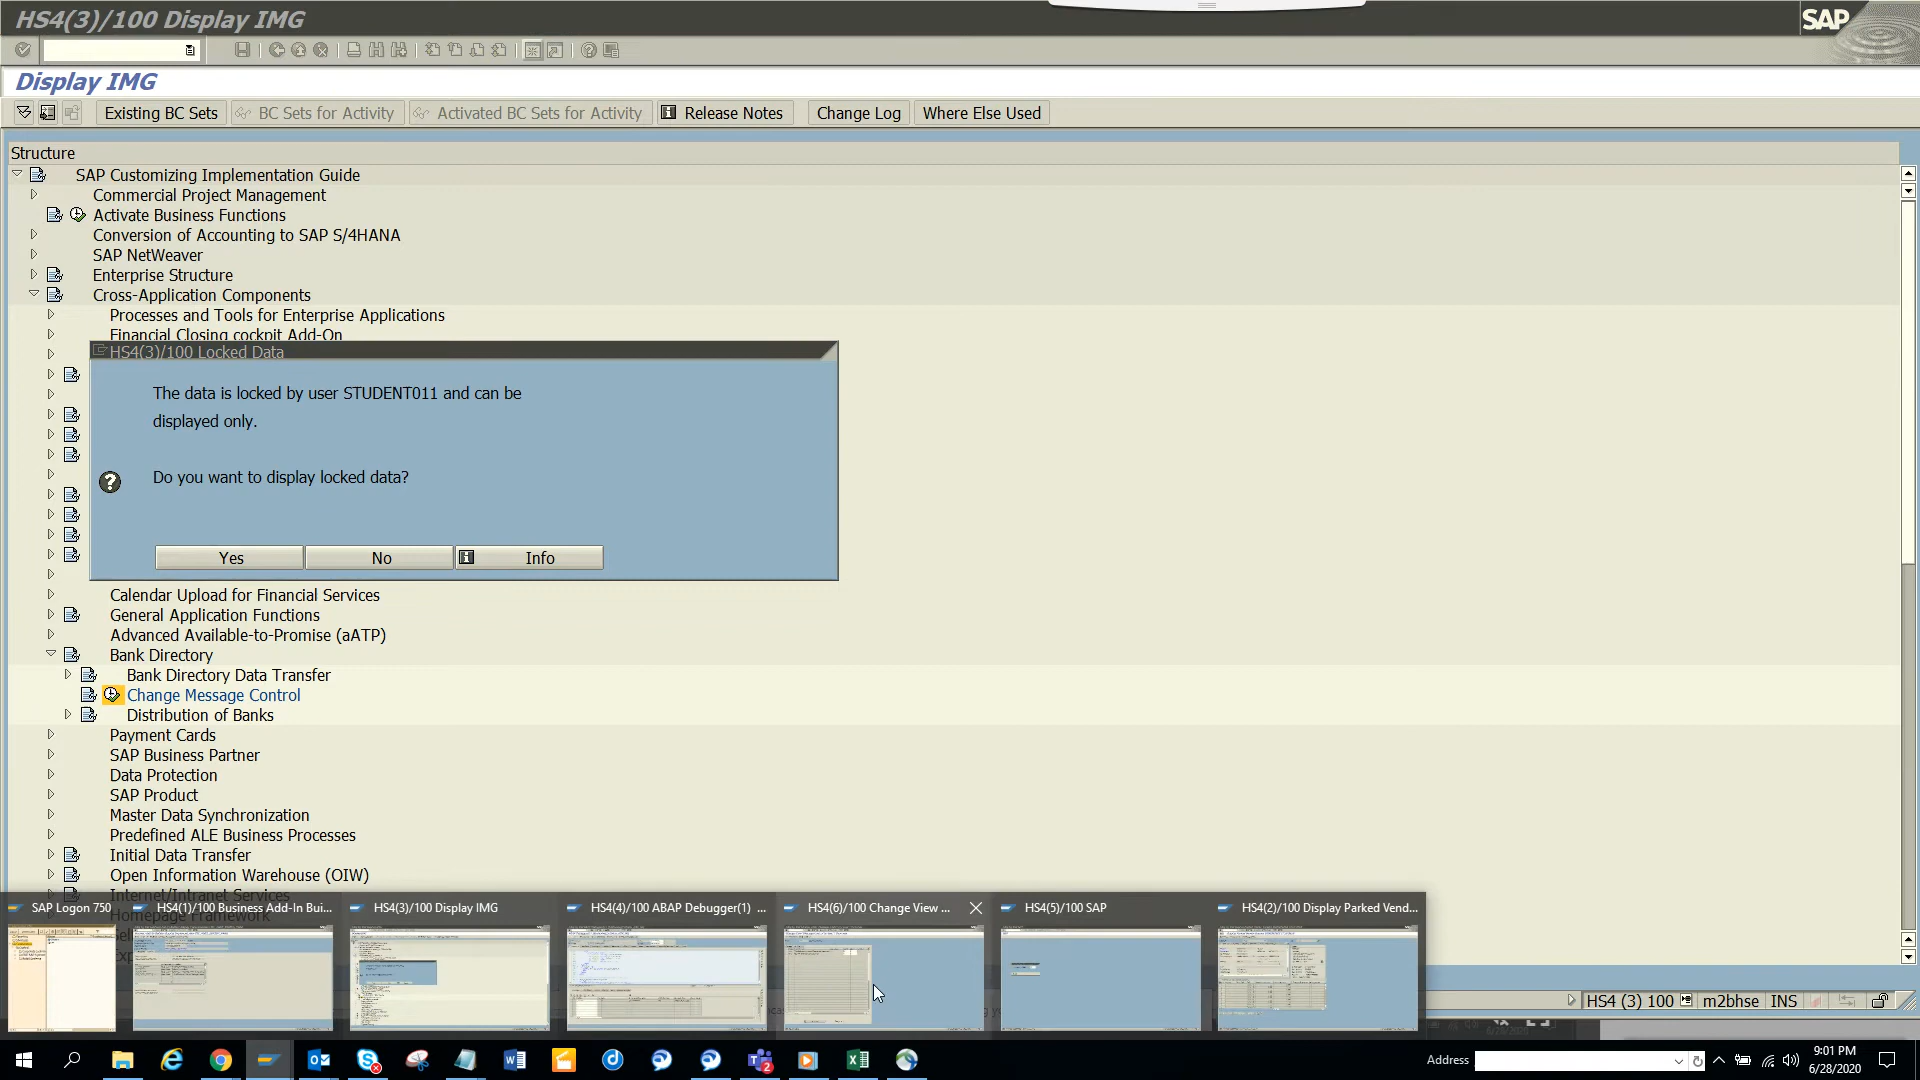 HS4(3)/100 Display IMG
SAP
Display IMG
Existing BC Sets
BC Sets for Activity
Activated BC Sets for Activity
Release Notes
Change Log
Where Else Used
Structure
SAP Customizing Implementation Guide
Commercial Project Management
Activate Business Functions
Conversion of Accounting to SAP S/4HANA
SAP NetWeaver
Enterprise Structure
Cross-Application Components
Processes and Tools for Enterprise Applications
Financial Closing cockpit Add-On
HS4(3)/100 Locked Data
The data is locked by user STUDENT011 and can be
displayed only.
Do you want to display locked data?
Yes
No
Info
Calendar Upload for Financial Services
General Application Functions
Advanced Available-to-Promise (aATP)
Bank Directory
Bank Directory Data Transfer
Change Message Control
Distribution of Banks
Payment Cards
SAP Business Partner
Data Protection
SAP Product
Master Data Synchronization
Predefined ALE Business Processes
Initial Data Transfer
Open Information Warehouse (OIW)
Internet/Intranet Services
Homepage Framework
SAP Logon 750
HS4(1)/100 Business Add-In Bui...
HS4(3)/100 Display IMG
HS4(4)/100 ABAP Debugger(1) ...
HS4(6)/100 Change View ...
HS4(5)/100 SAP
HS4(2)/100 Display Parked Vend...
HS4 (3) 100
m2bhse
INS
Address
9:01 PM
6/28/2020